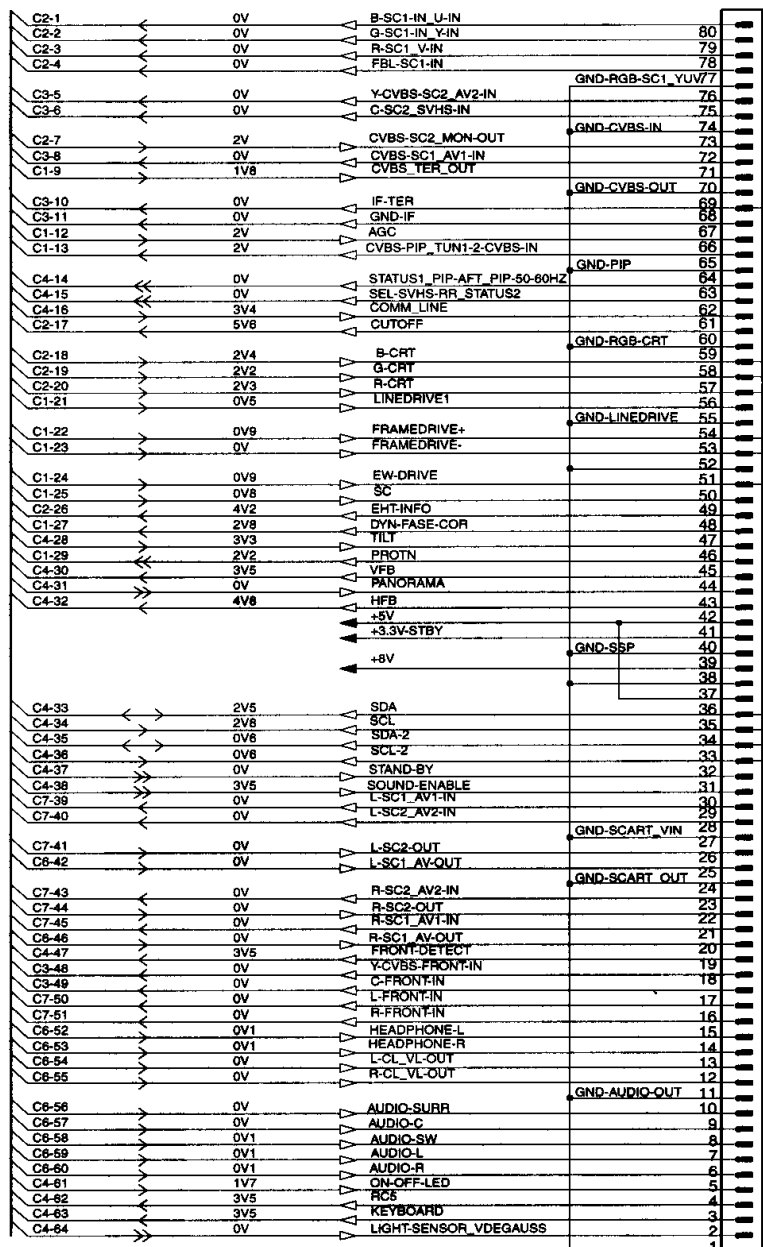 C2-1 0V B-SC1-IN_U-IN
C2-2 0V G-SC1-IN_Y-IN 80
C2-3 0V R-SC1_V-IN 79
C2-4 0V FBL-SC1-IN 78
GND-RGB-SC1_YUV 77
C3-5 0V Y-CVBS-SC2_AV2-IN 76
C3-6 0V C-SC2_SVHS-IN 75
GND-CVBS-IN 74
C2-7 2V CVBS-SC2_MON-OUT 73
C3-8 0V CVBS-SC1_AV1-IN 72
C1-9 1V8 CVBS_TER_OUT 71
GND-CVBS-OUT 70
C3-10 0V IF-TER 69
C3-11 0V GND-IF 68
C1-12 2V AGC 67
C1-13 2V CVBS-PIP_TUN1-2-CVBS-IN 66
GND-PIP 65
C4-14 0V STATUS1_PIP-AFT_PIP-50-60HZ 64
C4-15 0V SEL-SVHS-RR_STATUS2 63
C4-16 3V4 COMM_LINE 62
C2-17 5V6 CUTOFF 61
GND-RGB-CRT 60
C2-18 2V4 B-CRT 59
C2-19 2V2 G-CRT 58
C2-20 2V3 R-CRT 57
C1-21 0V5 LINEDRIVE1 56
GND-LINEDRIVE 55
C1-22 0V9 FRAMEDRIVE+ 54
C1-23 0V FRAMEDRIVE- 53
52
C1-24 0V9 EW-DRIVE 51
C1-25 0V8 SC 50
C2-26 4V2 EHT-INFO 49
C1-27 2V8 DYN-FASE-COR 48
C4-28 3V3 TILT 47
C1-29 2V2 PROTN 46
C4-30 3V5 VFB 45
C4-31 0V PANORAMA 44
C4-32 4V8 HFB 43
+5V 42
+3.3V-STBY 41
GND-SSP 40
+8V 39
38
37
C4-33 2V5 SDA 36
C4-34 2V8 SCL 35
C4-35 0V6 SDA-2 34
C4-36 0V6 SCL-2 33
C4-37 0V STAND-BY 32
C4-38 3V5 SOUND-ENABLE 31
C7-39 0V L-SC1_AV1-IN 30
C7-40 0V L-SC2_AV2-IN 29
GND-SCART_VIN 28
C7-41 0V L-SC2-OUT 27
C6-42 0V L-SC1_AV-OUT 26
GND-SCART_OUT 25
C7-43 0V R-SC2_AV2-IN 24
C7-44 0V R-SC2-OUT 23
C7-45 0V R-SC1_AV1-IN 22
C6-46 0V R-SC1_AV-OUT 21
C4-47 3V5 FRONT-DETECT 20
C3-48 0V Y-CVBS-FRONT-IN 19
C3-49 0V C-FRONT-IN 18
C7-50 0V L-FRONT-IN 17
C7-51 0V R-FRONT-IN 16
C6-52 0V1 HEADPHONE-L 15
C6-53 0V1 HEADPHONE-R 14
C6-54 0V L-CL_VL-OUT 13
C6-55 0V R-CL_VL-OUT 12
GND-AUDIO-OUT 11
C6-56 0V AUDIO-SURR 10
C6-57 0V AUDIO-C 9
C6-58 0V1 AUDIO-SW 8
C6-59 0V1 AUDIO-L 7
C6-60 0V1 AUDIO-R 6
C4-61 1V7 ON-OFF-LED 5
C4-62 3V5 RC5 4
C4-63 3V5 KEYBOARD 3
C4-64 0V LIGHT-SENSOR_VDEGAUSS 2
1